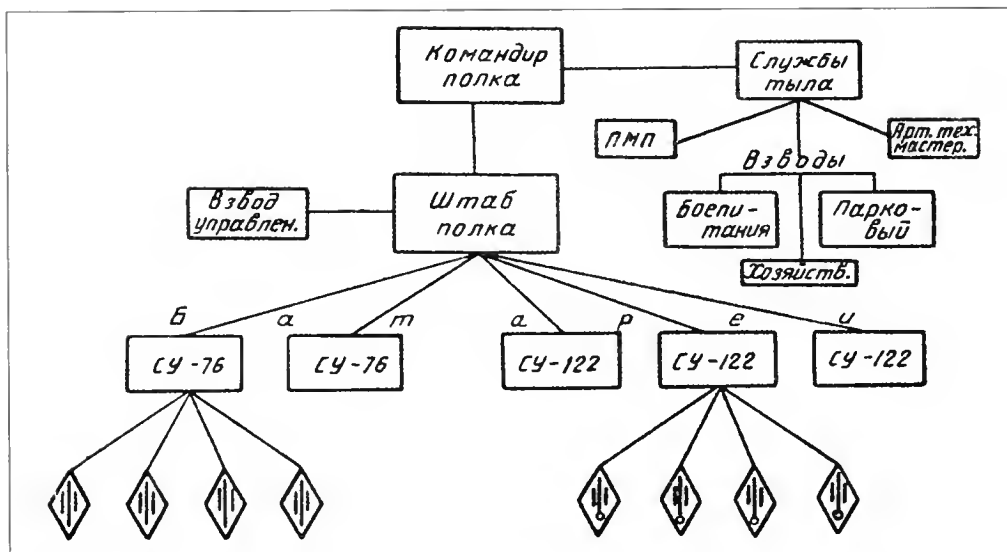 Командир
полка
Службы
тыла
ПМП
Арт. тех.
мастер.
Взводы
Взвод
управлен.
Штаб
полка
Боепи-
тания
Парко-
вый
Хозяйств.
Б а т а р е и
СУ-76
СУ-76
СУ-122
СУ-122
СУ-122